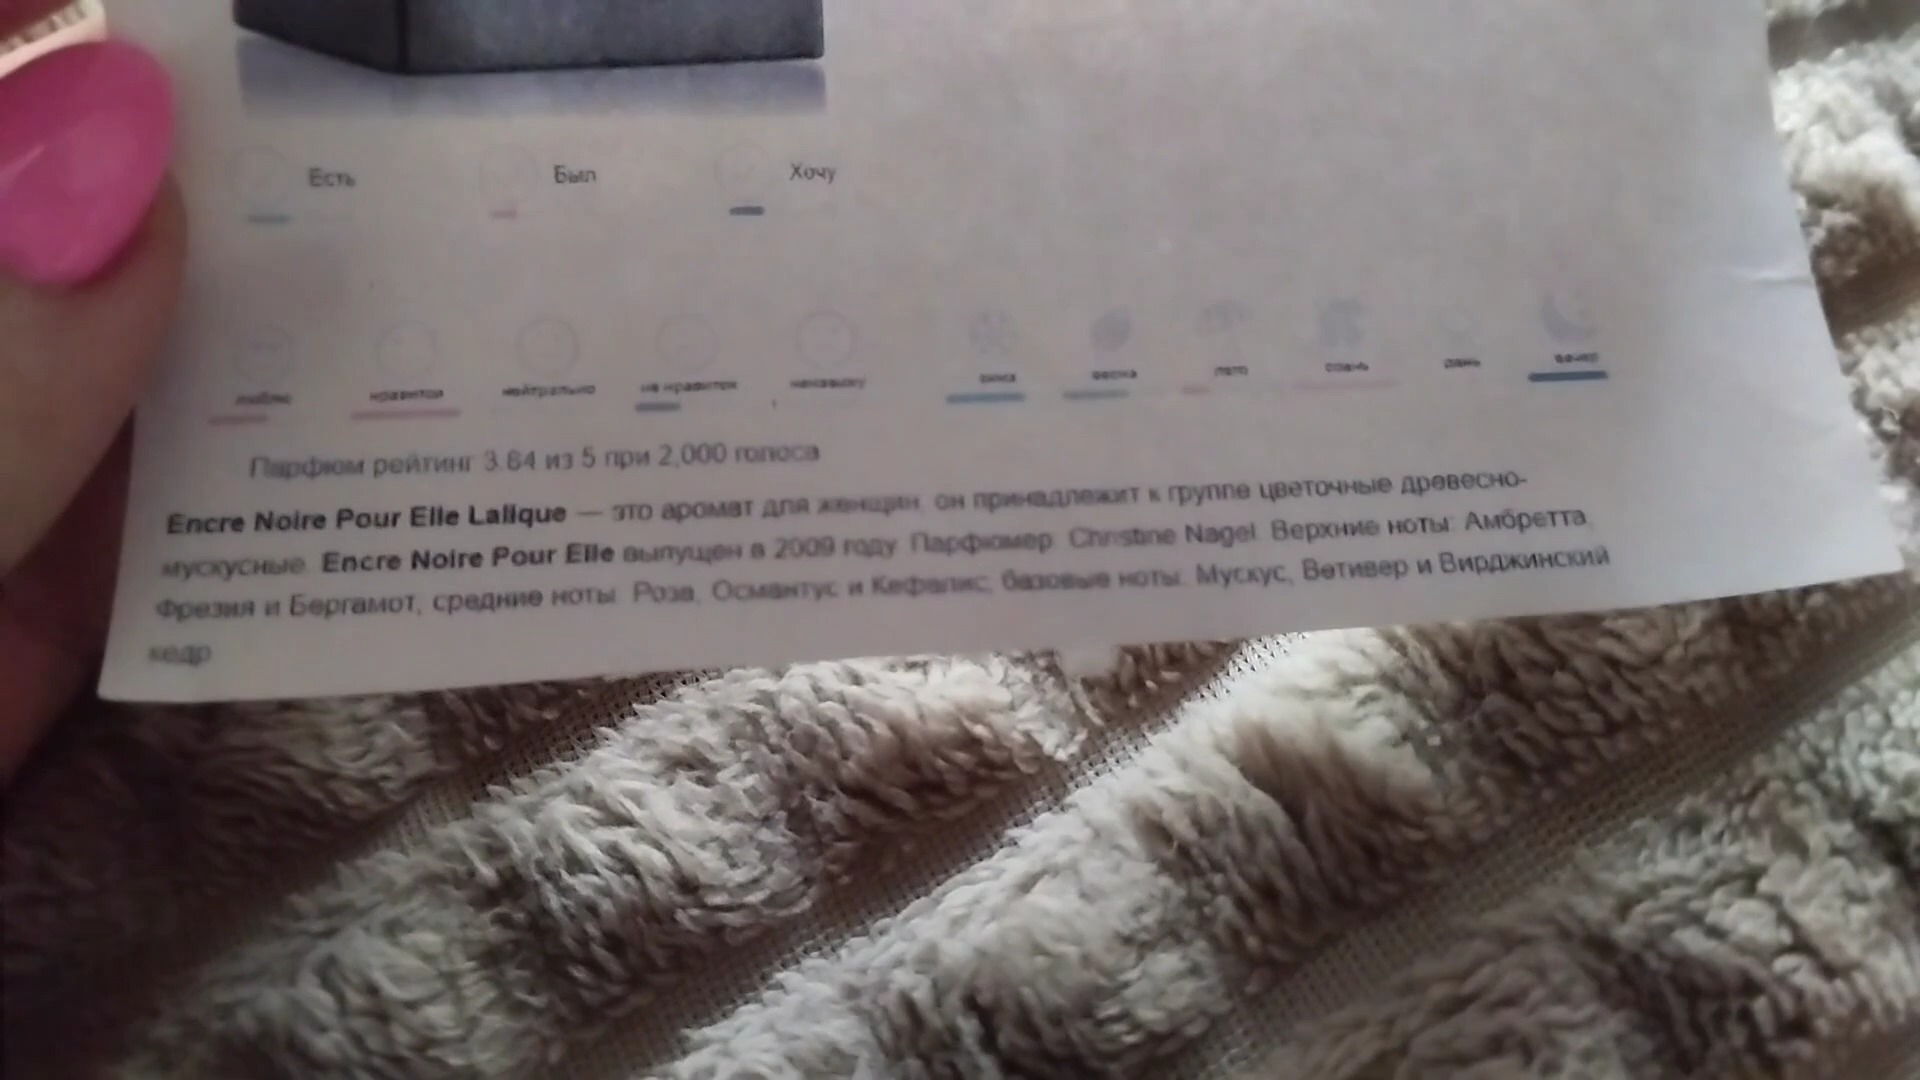 Есть Был Хочу
люблю нравится нейтрально не нравится ненавижу зима весна лето осень день вечер
Парфюм рейтинг 3.64 из 5 при 2,000 голоса
Encre Noire Pour Elle Lalique — это аромат для женщин, он принадлежит к группе цветочные древесно-
мускусные. Encre Noire Pour Elle выпущен в 2009 году. Парфюмер: Christine Nagel. Верхние ноты: Амбретта,
Фрезия и Бергамот; средние ноты: Роза, Османтус и Кефалис; базовые ноты: Мускус, Ветивер и Вирджинский
кедр